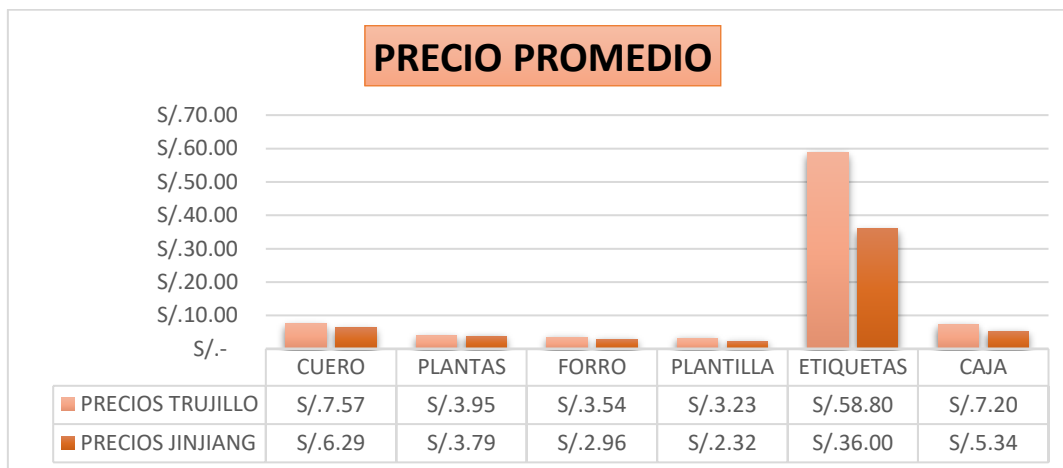 PRECIO PROMEDIO
S/.70.00
S/.60.00
S/.50.00
S/.40.00
S/.30.00
S/.20.00
S/.10.00
S/.-
CUERO PLANTAS FORRO PLANTILLA ETIQUETAS CAJA
PRECIOS TRUJILLO S/.7.57 S/.3.95 S/.3.54 S/.3.23 S/.58.80 S/.7.20
PRECIOS JINJIANG S/.6.29 S/.3.79 S/.2.96 S/.2.32 S/.36.00 S/.5.34